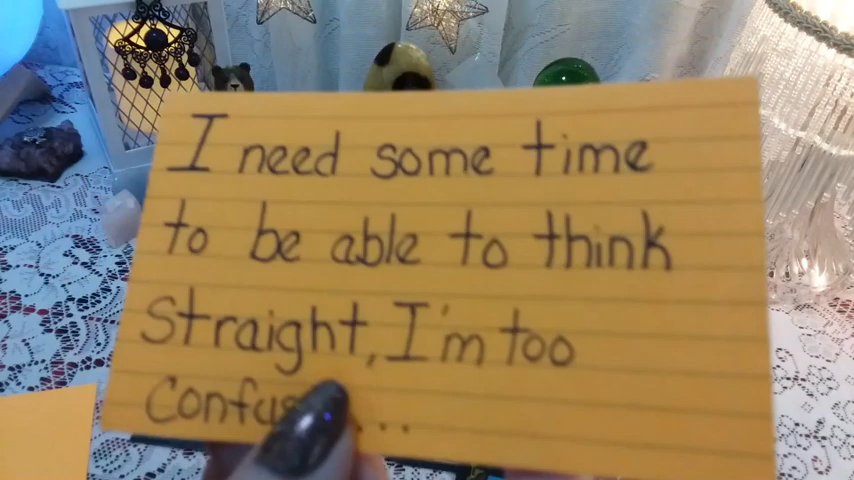 I need some time
to be able to think
straight, I'm too
...